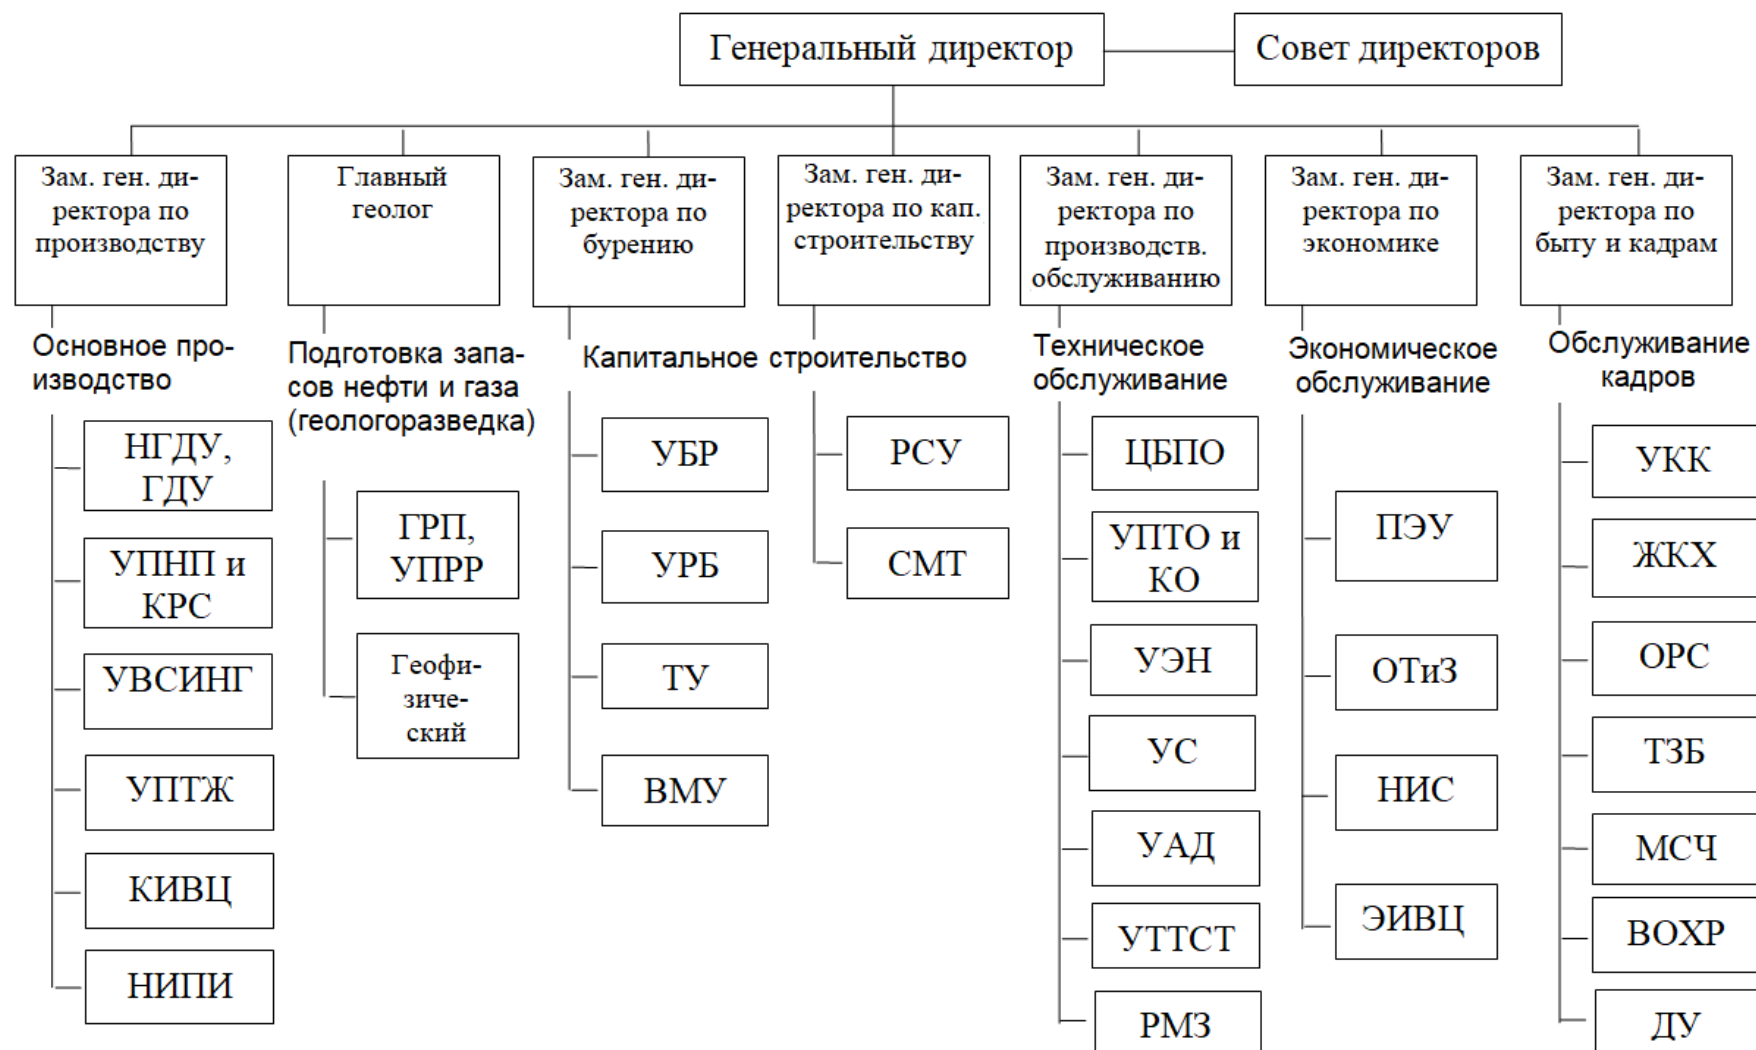 Генеральный директор
Совет директоров
Зам. ген. ди-
ректора по
производству
Главный
геолог
Зам. ген. ди-
ректора по
бурению
Зам. ген. ди-
ректора по кап.
строительству
Зам. ген. ди-
ректора по
производств.
обслуживанию
Зам. ген. ди-
ректора по
экономике
Зам. ген. ди-
ректора по
быту и кадрам
Основное про-
изводство
Подготовка запа-
сов нефти и газа
(геологоразведка)
Капитальное строительство
Техническое
обслуживание
Экономическое
обслуживание
Обслуживание
кадров
НГДУ,
ГДУ
УПНП и
КРС
УВСИНГ
УПТЖ
КИВЦ
НИПИ
ГРП,
УПРР
Геофи-
зиче-
ский
УБР
УРБ
ТУ
ВМУ
РСУ
СМТ
ЦБПО
УПТО и
КО
УЭН
УС
УАД
УТТСТ
РМЗ
ПЭУ
ОТиЗ
НИС
ЭИВЦ
УКК
ЖКХ
ОРС
ТЗБ
МСЧ
ВОХР
ДУ